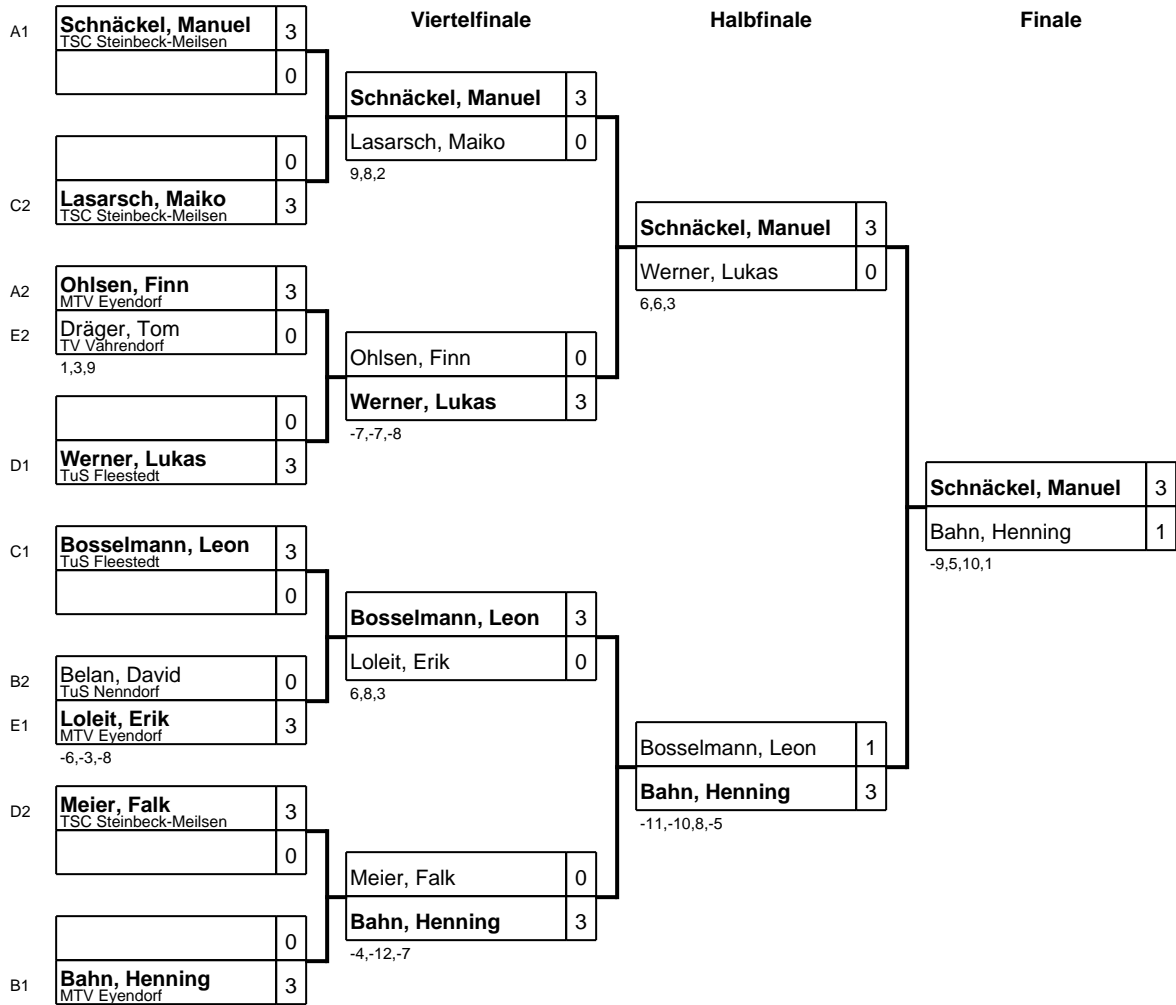 Viertelfinale
Halbfinale
Finale
A1
Schnäckel, Manuel 3
TSC Steinbeck-Meilsen
0
0
C2
Lasarsch, Maiko 3
TSC Steinbeck-Meilsen
A2
Ohlsen, Finn 3
MTV Eyendorf
E2
Dräger, Tom 0
TV Vahrendorf
1,3,9
0
D1
Werner, Lukas 3
TuS Fleestedt
C1
Bosselmann, Leon 3
TuS Fleestedt
0
B2
Belan, David 0
TuS Nenndorf
E1
Loleit, Erik 3
MTV Eyendorf
-6,-3,-8
D2
Meier, Falk 3
TSC Steinbeck-Meilsen
0
0
B1
Bahn, Henning 3
MTV Eyendorf
Schnäckel, Manuel 3
Lasarsch, Maiko 0
9,8,2
Ohlsen, Finn 0
Werner, Lukas 3
-7,-7,-8
Bosselmann, Leon 3
Loleit, Erik 0
6,8,3
Meier, Falk 0
Bahn, Henning 3
-4,-12,-7
Schnäckel, Manuel 3
Werner, Lukas 0
6,6,3
Bosselmann, Leon 1
Bahn, Henning 3
-11,-10,8,-5
Schnäckel, Manuel 3
Bahn, Henning 1
-9,5,10,1